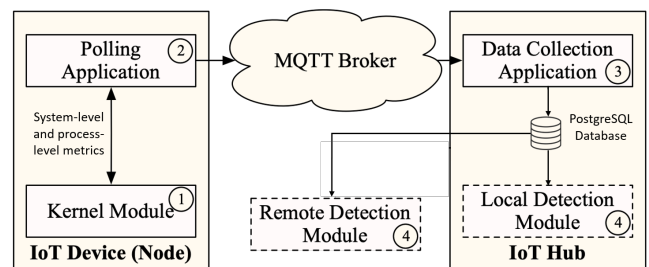 Polling
Application
2
System-level
and process-
level metrics
Kernel Module
1
IoT Device (Node)
MQTT Broker
Data Collection
Application
3
PostgreSQL
Database
Remote Detection
Module
4
Local Detection
Module
4
IoT Hub